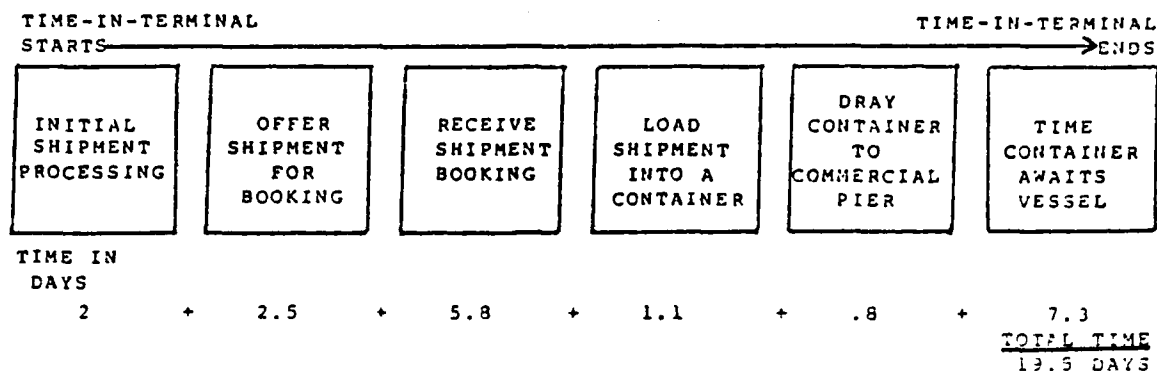 TIME-IN-TERMINAL
STARTS
TIME-IN-TERMINAL
ENDS
INITIAL
SHIPMENT
PROCESSING
OFFER
SHIPMENT
FOR
BOOKING
RECEIVE
SHIPMENT
BOOKING
LOAD
SHIPMENT
INTO A
CONTAINER
DRAY
CONTAINER
TO
COMMERCIAL
PIER
TIME
CONTAINER
AWAITS
VESSEL
TIME IN
DAYS
2 + 2.5 + 5.8 + 1.1 + .8 + 7.3
TOTAL TIME
19.5 DAYS